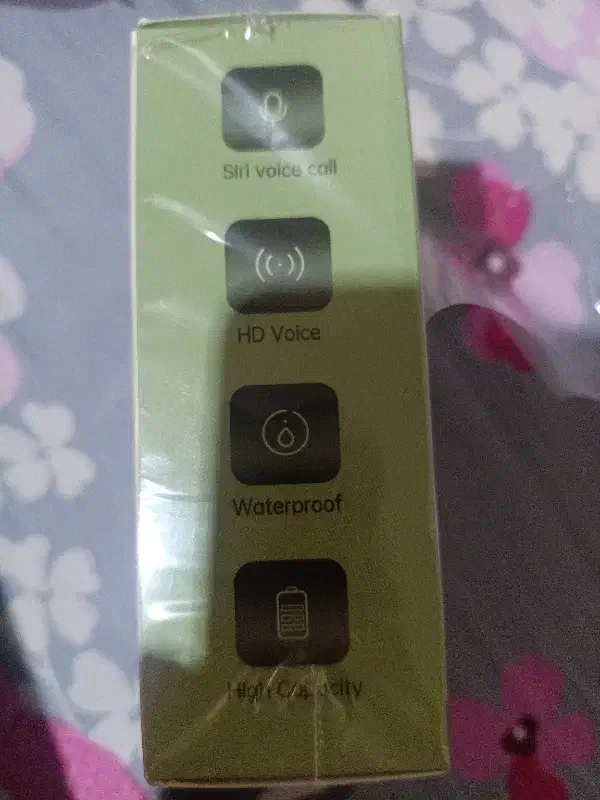 Siri voice call
HD Voice
Waterproof
High Capacity